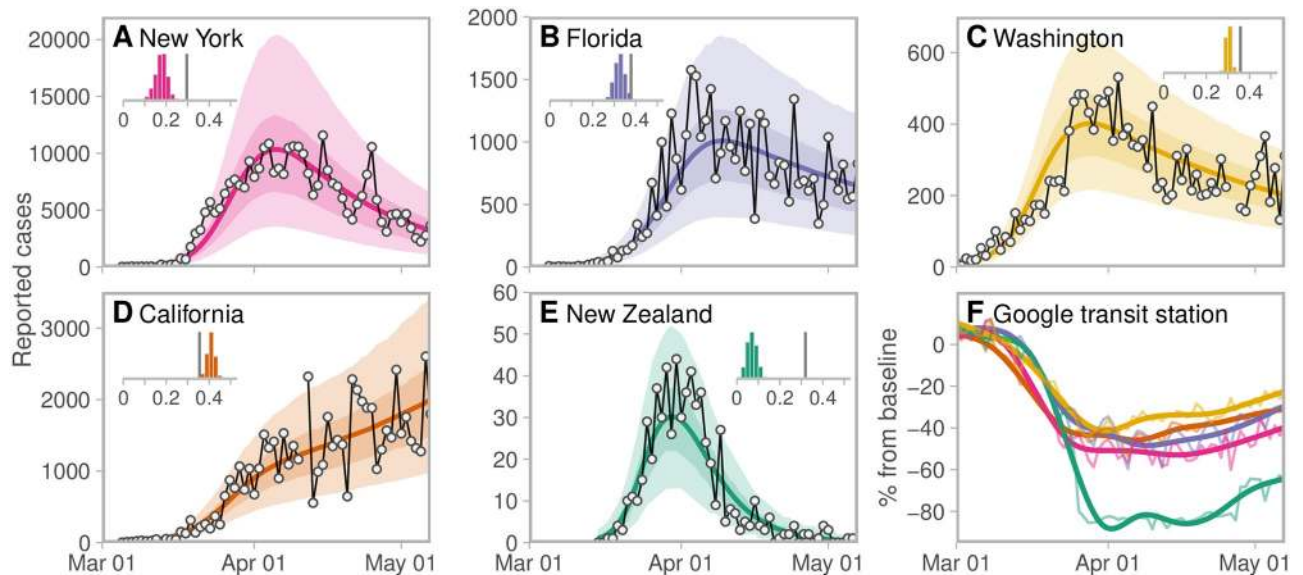 A New York
B Florida
C Washington
D California
E New Zealand
F Google transit station
Reported cases
% from baseline
20000
15000
10000
5000
0
0 0.2 0.4
2000
1500
1000
500
0
0 0.2 0.4
600
400
200
0
0 0.2 0.4
3000
2000
1000
0
0 0.2 0.4
60
50
40
30
20
10
0
0 0.2 0.4
0
−20
−40
−60
−80
Mar 01 Apr 01 May 01
Mar 01 Apr 01 May 01
Mar 01 Apr 01 May 01